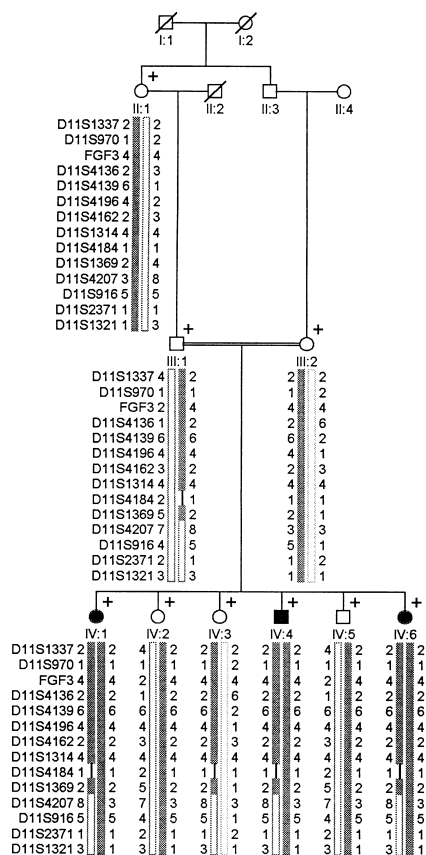 I:1 I:2
+
II:1 II:2 II:3 II:4
D11S1337 2 2
D11S970 1 2
FGF3 4 4
D11S4136 2 3
D11S4139 6 1
D11S4196 4 2
D11S4162 2 3
D11S1314 4 4
D11S4184 1 1
D11S1369 2 4
D11S4207 3 8
D11S916 5 5
D11S2371 1 1
D11S1321 1 3
+ +
III:1 III:2
D11S1337 4 2 2 2
D11S970 1 1 1 2
FGF3 2 4 4 4
D11S4136 1 2 2 6
D11S4139 6 6 6 2
D11S4196 4 4 4 1
D11S4162 3 2 2 3
D11S1314 4 4 4 4
D11S4184 2 1 1 1
D11S1369 5 2 2 1
D11S4207 7 8 3 3
D11S916 4 5 5 1
D11S2371 2 1 1 2
D11S1321 3 3 1 1
+ + + + + +
IV:1 IV:2 IV:3 IV:4 IV:5 IV:6
D11S1337 2 2 4 2 2 2 2 2 4 2 2 2
D11S970 1 1 1 1 1 2 1 1 1 1 1 1
FGF3 4 4 2 4 4 4 4 4 2 4 4 4
D11S4136 2 2 1 2 2 6 2 2 1 2 2 2
D11S4139 6 6 6 6 6 2 6 6 6 6 6 6
D11S4196 4 4 4 4 4 1 4 4 4 4 4 4
D11S4162 2 2 3 2 2 3 2 2 3 2 2 2
D11S1314 4 4 4 4 4 4 4 4 4 4 4 4
D11S4184 1 1 2 1 1 1 1 1 2 1 1 1
D11S1369 2 2 5 2 2 1 2 2 5 2 2 2
D11S4207 8 3 7 3 8 3 8 3 7 3 8 3
D11S916 5 5 4 5 5 1 5 5 4 5 5 5
D11S2371 1 1 2 1 1 2 1 1 2 1 1 1
D11S1321 3 1 3 1 3 1 3 1 3 1 3 1